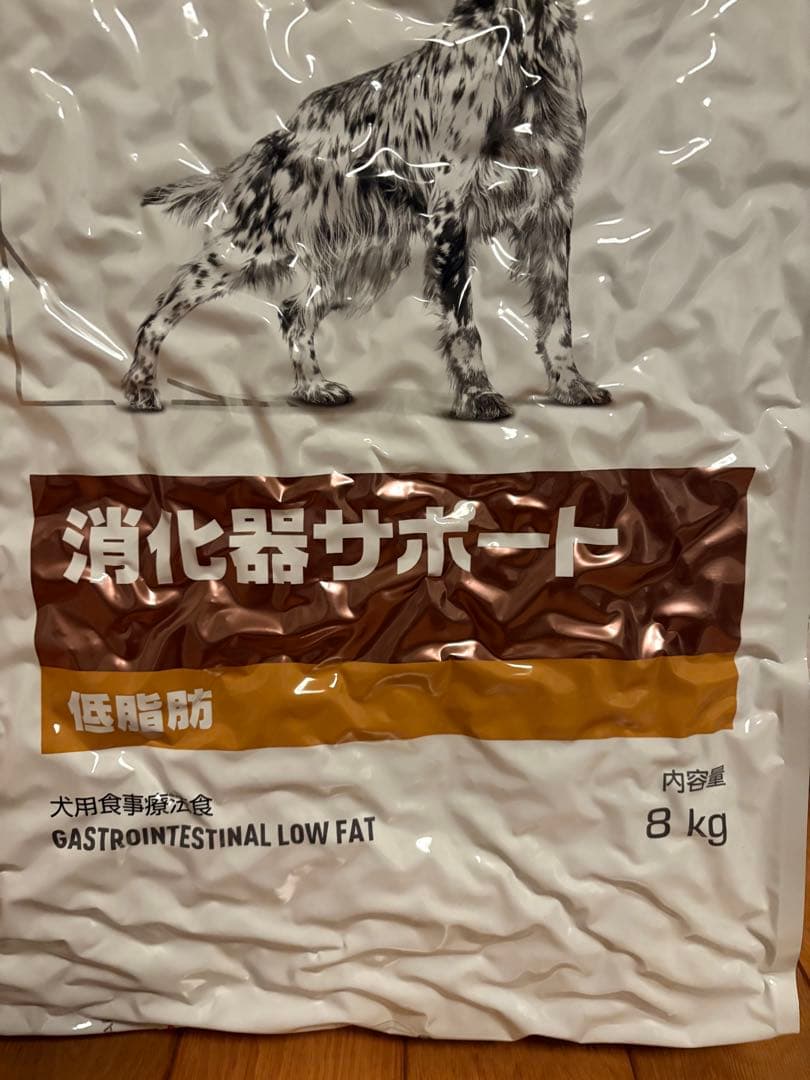 消化器サポート
低脂肪
犬用食事療法食
GASTROINTESTINAL LOW FAT
内容量
8 kg